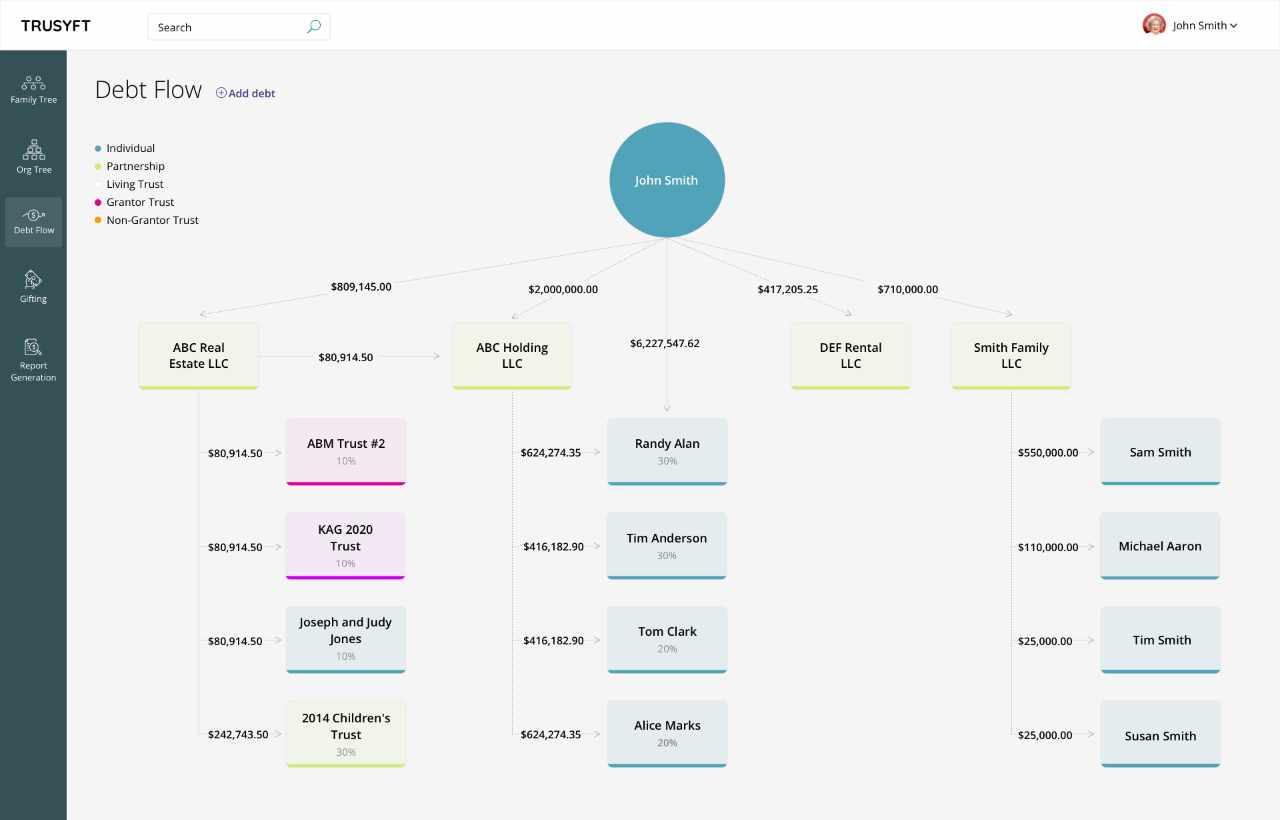 TRUSYFT
Search
John Smith
Family Tree
Org Tree
Debt Flow
Gifting
Report
Generation
Debt Flow
Add debt
Individual
Partnership
Living Trust
Grantor Trust
Non-Grantor Trust
John Smith
$809,145.00
$2,000,000.00
$417,205.25
$710,000.00
$6,227,547.62
ABC Real
Estate LLC
$80,914.50
ABC Holding
LLC
DEF Rental
LLC
Smith Family
LLC
$80,914.50
ABM Trust #2
10%
$80,914.50
KAG 2020
Trust
10%
$80,914.50
Joseph and Judy
Jones
10%
$242,743.50
2014 Children's
Trust
30%
$624,274.35
Randy Alan
30%
$416,182.90
Tim Anderson
30%
$416,182.90
Tom Clark
20%
$624,274.35
Alice Marks
20%
$550,000.00
Sam Smith
$110,000.00
Michael Aaron
$25,000.00
Tim Smith
$25,000.00
Susan Smith